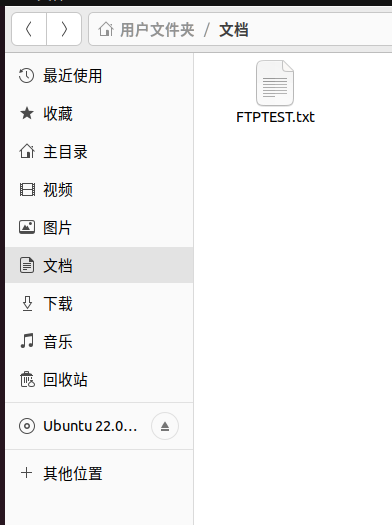 用户文件夹 / 文档
最近使用
收藏
主目录
视频
图片
文档
下载
音乐
回收站
Ubuntu 22.0...
其他位置
FTPTEST.txt